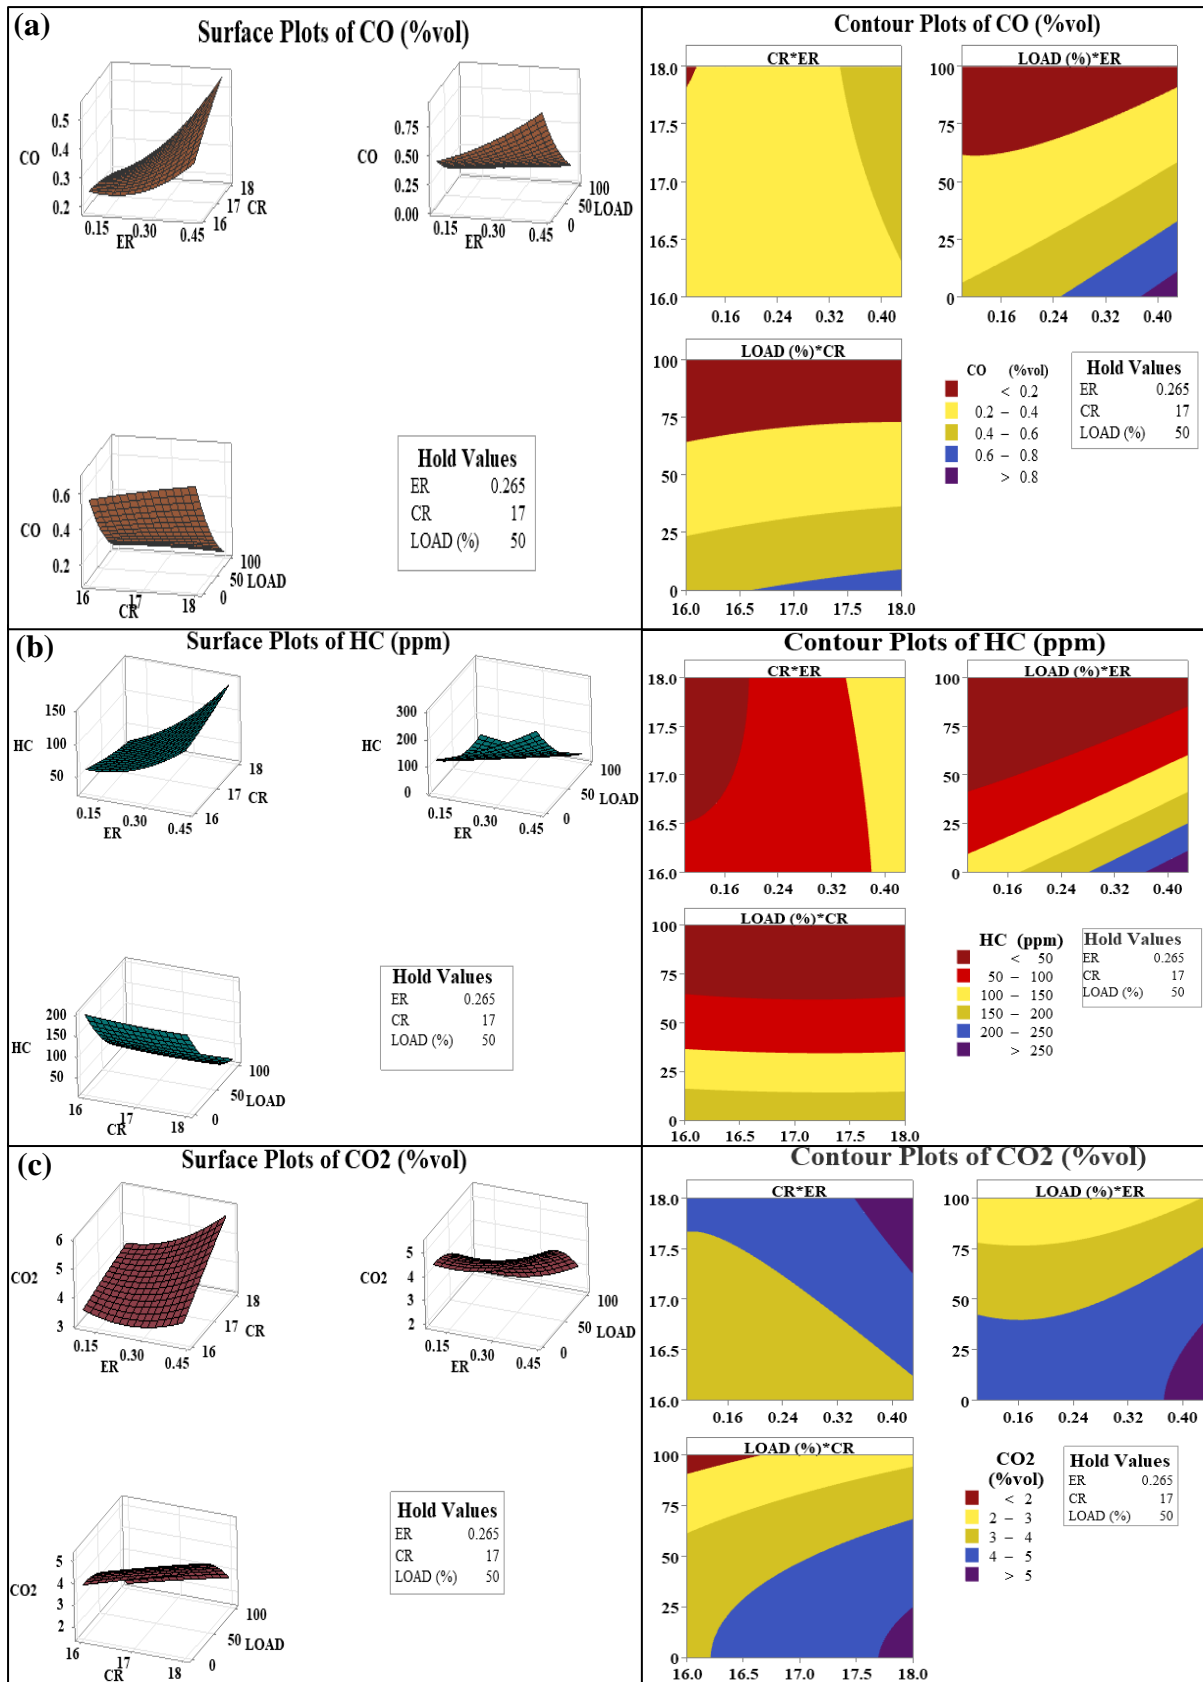 (a)
Surface Plots of CO (%vol)
CO
0.5
0.4
0.3
0.2
0.15
0.30
0.45
ER
18
17
16
CR
CO
0.75
0.50
0.25
0.00
0.15
0.30
0.45
ER
100
50
0
LOAD
CO
0.6
0.4
0.2
16
17
18
CR
100
50
0
LOAD
Hold Values
ER 0.265
CR 17
LOAD (%) 50
Contour Plots of CO (%vol)
CR*ER
18.0
17.5
17.0
16.5
16.0
0.16 0.24 0.32 0.40
LOAD (%)*ER
100
75
50
25
0
0.16 0.24 0.32 0.40
LOAD (%)*CR
100
75
50
25
0
16.0 16.5 17.0 17.5 18.0
CO (%vol)
< 0.2
0.2 – 0.4
0.4 – 0.6
0.6 – 0.8
> 0.8
Hold Values
ER 0.265
CR 17
LOAD (%) 50
(b)
Surface Plots of HC (ppm)
HC
150
100
50
0.15
0.30
0.45
ER
18
17
16
CR
HC
300
200
100
0
0.15
0.30
0.45
ER
100
50
0
LOAD
HC
200
150
100
50
16
17
18
CR
100
50
0
LOAD
Hold Values
ER 0.265
CR 17
LOAD (%) 50
Contour Plots of HC (ppm)
CR*ER
18.0
17.5
17.0
16.5
16.0
0.16 0.24 0.32 0.40
LOAD (%)*ER
100
75
50
25
0
0.16 0.24 0.32 0.40
LOAD (%)*CR
100
75
50
25
0
16.0 16.5 17.0 17.5 18.0
HC (ppm)
< 50
50 – 100
100 – 150
150 – 200
200 – 250
> 250
Hold Values
ER 0.265
CR 17
LOAD (%) 50
(c)
Surface Plots of CO2 (%vol)
CO2
6
5
4
3
0.15
0.30
0.45
ER
18
17
16
CR
CO2
5
4
3
2
0.15
0.30
0.45
ER
100
50
0
LOAD
CO2
5
4
3
2
16
17
18
CR
100
50
0
LOAD
Hold Values
ER 0.265
CR 17
LOAD (%) 50
Contour Plots of CO2 (%vol)
CR*ER
18.0
17.5
17.0
16.5
16.0
0.16 0.24 0.32 0.40
LOAD (%)*ER
100
75
50
25
0
0.16 0.24 0.32 0.40
LOAD (%)*CR
100
75
50
25
0
16.0 16.5 17.0 17.5 18.0
CO2
(%vol)
< 2
2 – 3
3 – 4
4 – 5
> 5
Hold Values
ER 0.265
CR 17
LOAD (%) 50